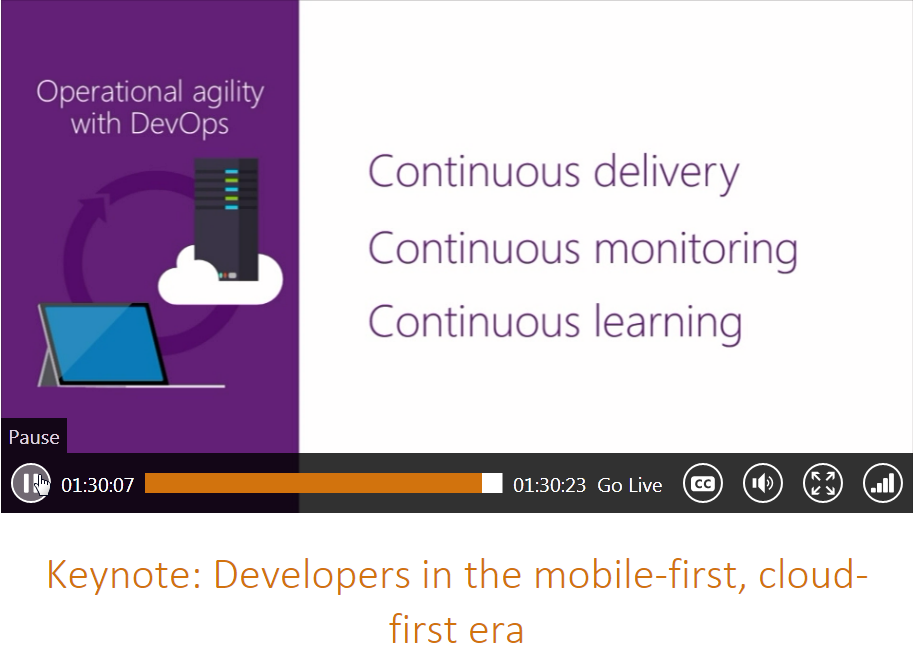 Operational agility
with DevOps
Continuous delivery
Continuous monitoring
Continuous learning
Pause
01:30:07 01:30:23 Go Live CC
Keynote: Developers in the mobile-first, cloud-
first era